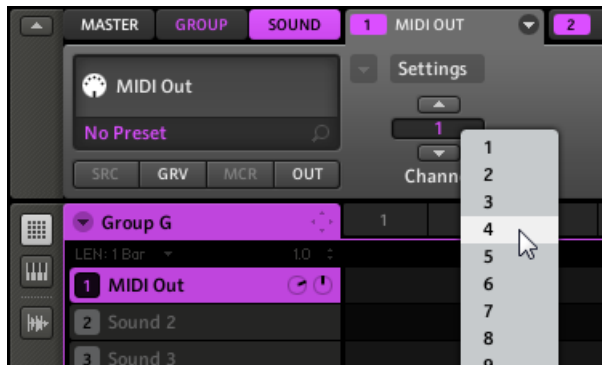 MASTER GROUP SOUND 1 MIDI OUT 2
MIDI Out
No Preset
SRC GRV MCR OUT
Settings
1
Chann
Group G
1
LEN: 1 Bar 1.0
1 MIDI Out
2 Sound 2
3 Sound 3
1
2
3
4
5
6
7
8
9